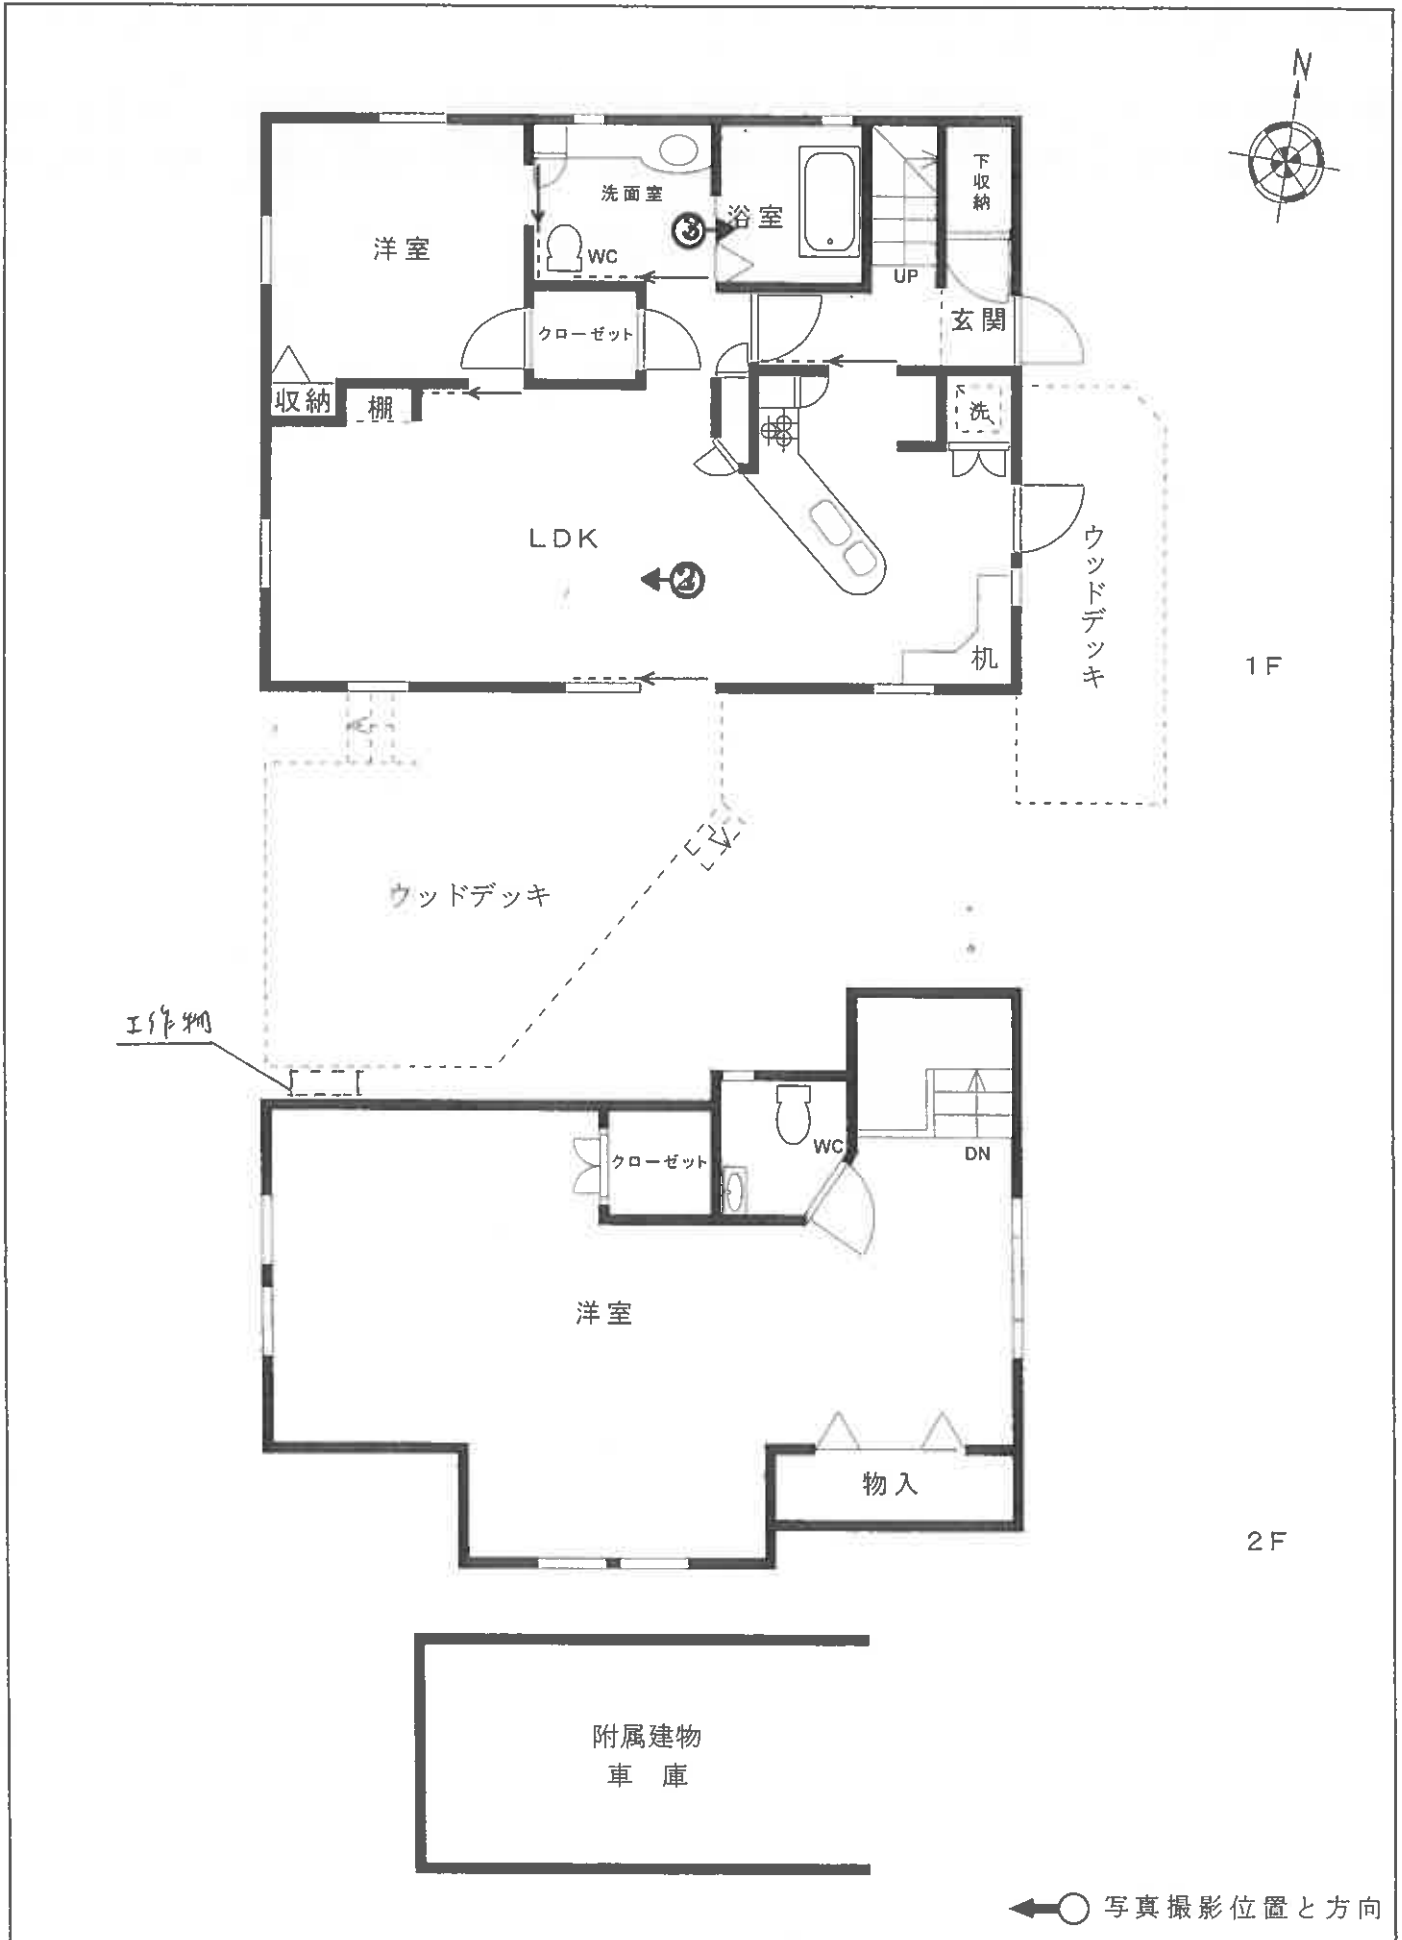 N
下収納
洗面室
浴室
③
洋室
WC
UP
玄関
クローゼット
収納
棚
洗
LDK
②
ウッドデッキ
机
1F
ウッドデッキ
工作物
WC
DN
クローゼット
洋室
物入
2F
附属建物
車庫
写真撮影位置と方向